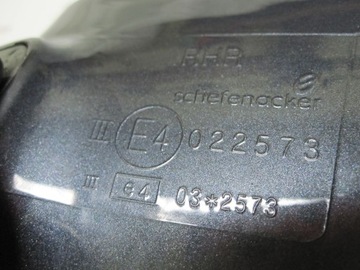 RHR
schefenacker
III E4 022573
III e4 03*2573